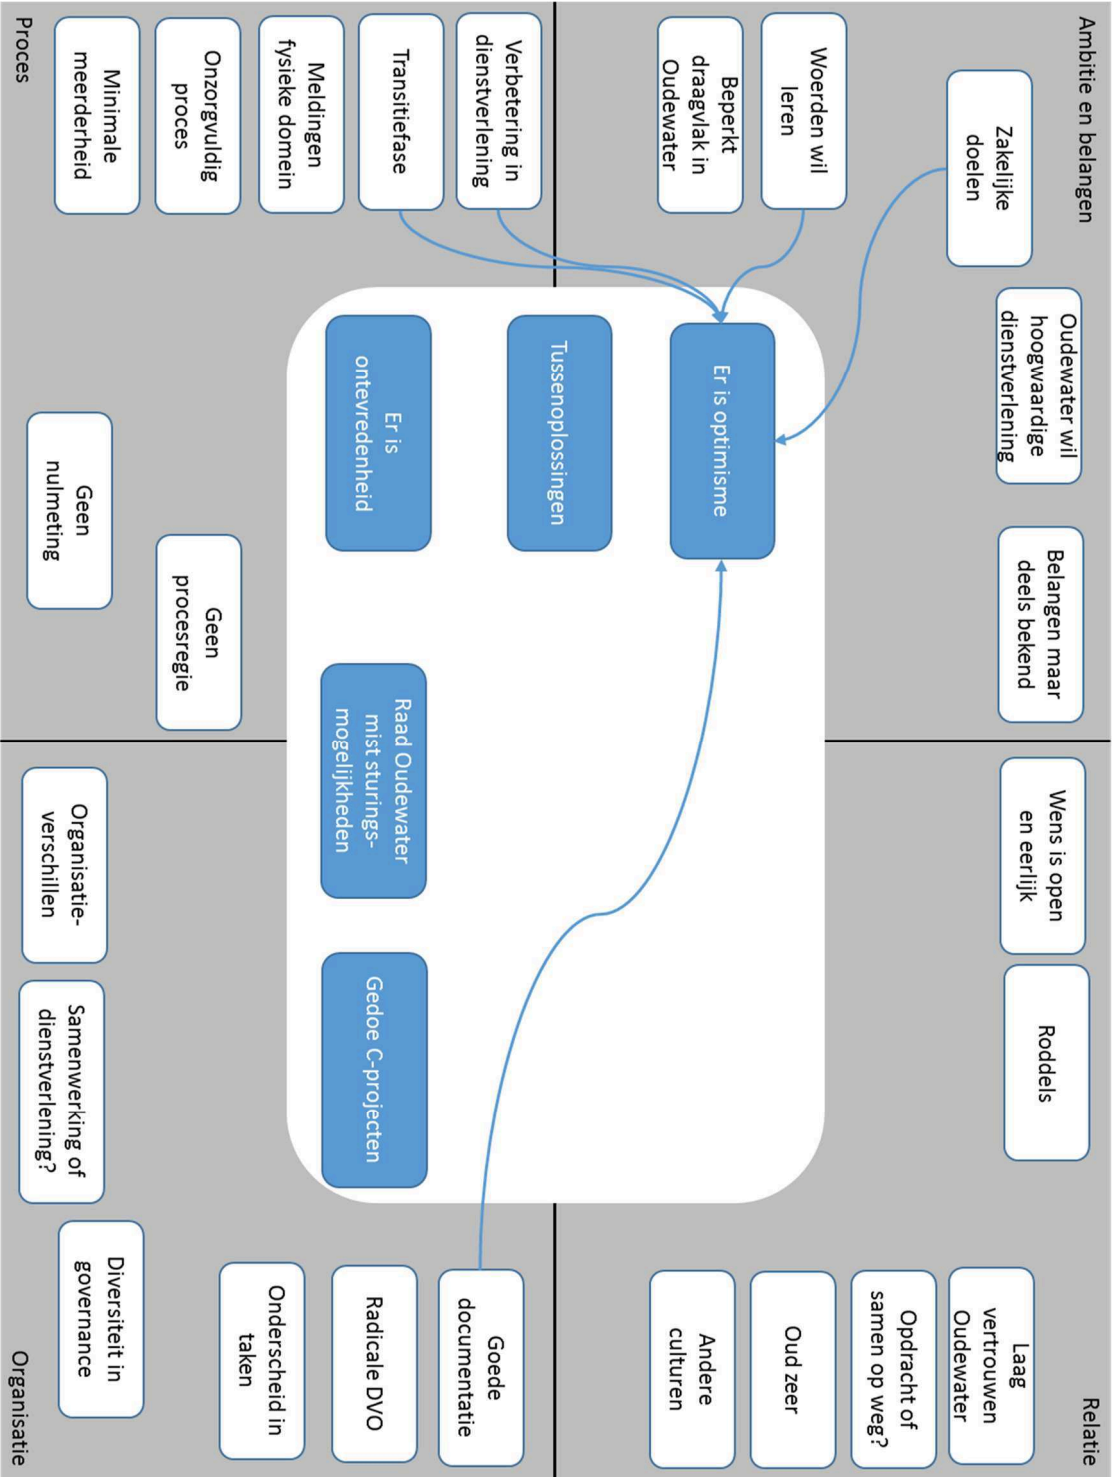 Ambitie en belangen
Zakelijke
doelen
Oudewater wil
hoogwaardige
dienstverlening
Belangen maar
deels bekend
Woerden wil
leren
Beperkt
draagvlak in
Oudewater
Relatie
Wens is open
en eerlijk
Roddels
Laag
vertrouwen
Oudewater
Opdracht of
samen op weg?
Oud zeer
Andere
culturen
Er is optimisme
Tussenoplossingen
Er is
ontevredenheid
Raad Oudewater
mist sturings-
mogelijkheden
Gedoe C-projecten
Verbetering in
dienstverlening
Transitiefase
Meldingen
fysieke domein
Onzorgvuldig
proces
Minimale
meerderheid
Geen
procesregie
Geen
nulmeting
Proces
Goede
documentatie
Radicale DVO
Onderscheid in
taken
Diversiteit in
governance
Organisatie-
verschillen
Samenwerking of
dienstverlening?
Organisatie